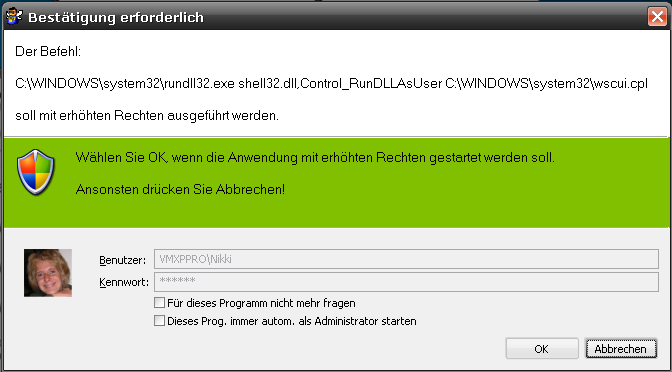 Bestätigung erforderlich
Der Befehl:
C:\WINDOWS\system32\rundll32.exe shell32.dll,Control_RunDLLAsUser C:\WINDOWS\system32\wscui.cpl
soll mit erhöhten Rechten ausgeführt werden.
Wählen Sie OK, wenn die Anwendung mit erhöhten Rechten gestartet werden soll.
Ansonsten drücken Sie Abbrechen!
Benutzer: VMXPPRO\Nikki
Kennwort: ******
Für dieses Programm nicht mehr fragen
Dieses Prog. immer autom. als Administrator starten
OK Abbrechen